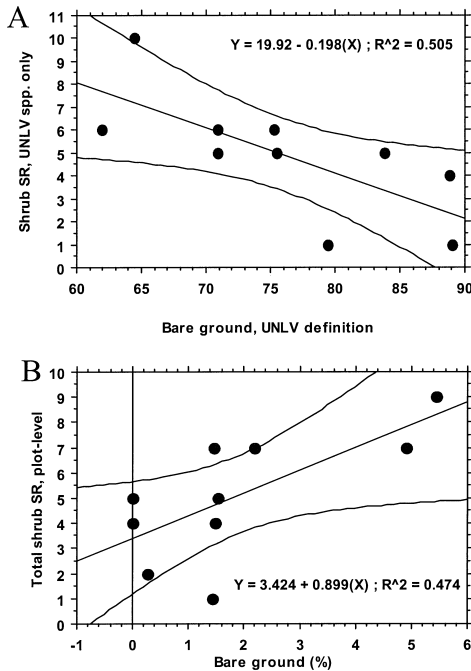 A
Y = 19.92 - 0.198(X) ; R^2 = 0.505
Shrub SR, UNLV spp. only
11
10
9
8
7
6
5
4
3
2
1
0
60 65 70 75 80 85 90
Bare ground, UNLV definition
B
Total shrub SR, plot-level
10
9
8
7
6
5
4
3
2
1
0
Y = 3.424 + 0.899(X) ; R^2 = 0.474
-1 0 1 2 3 4 5 6
Bare ground (%)